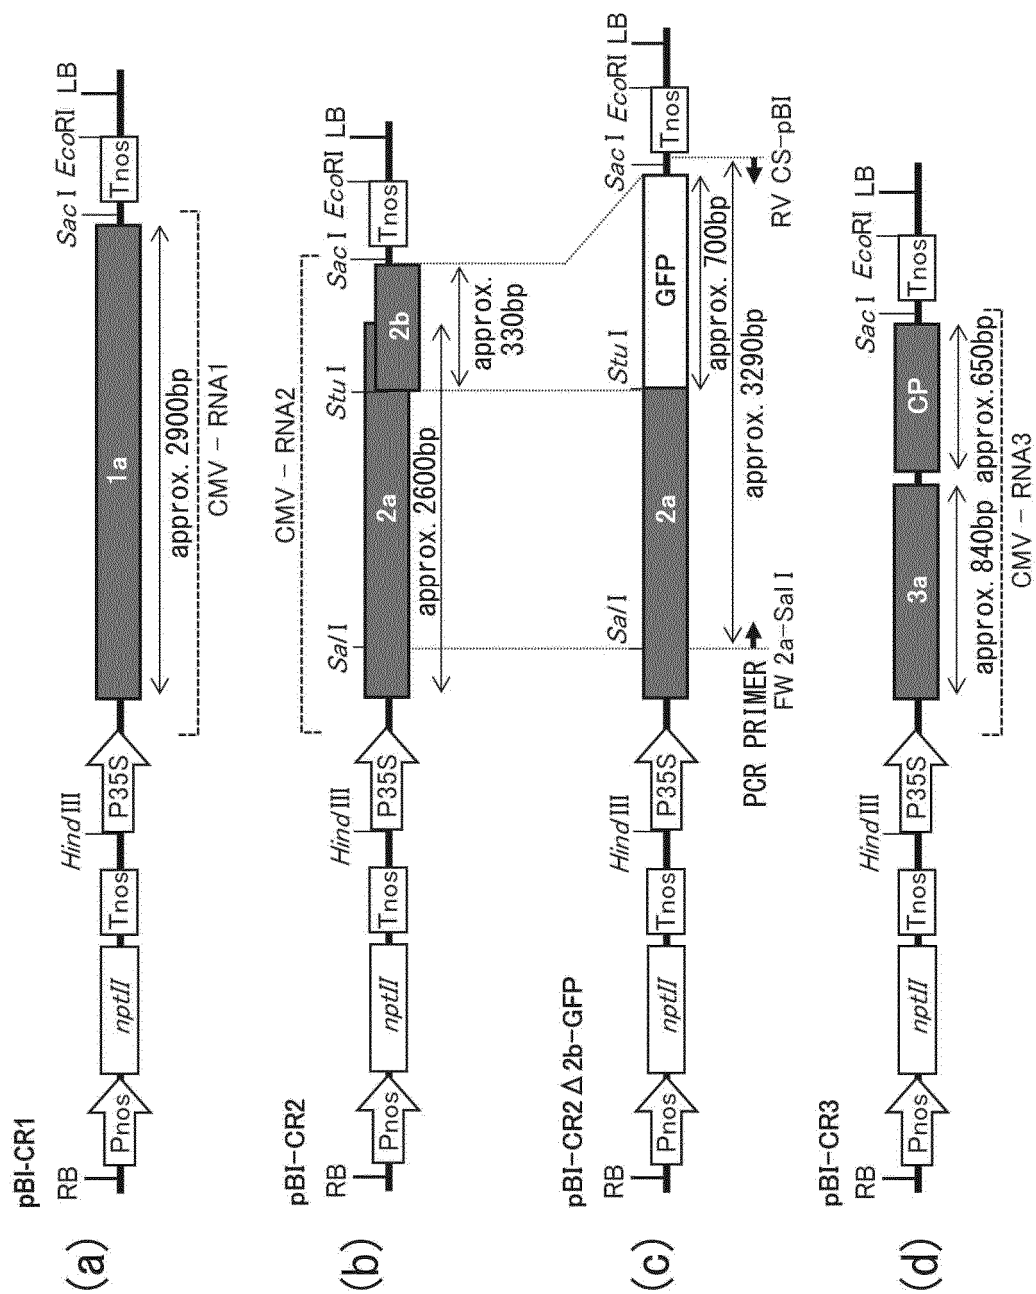 (a)
pBI-CR1
RB
Pnos
nptII
Tnos
HindIII
P35S
1a
approx. 2900bp
CMV - RNA1
Sac I
EcoRI
LB
Tnos
(b)
pBI-CR2
RB
Pnos
nptII
Tnos
HindIII
P35S
CMV - RNA2
Sal I
2a
approx. 2600bp
Stu I
2b
approx.
330bp
Sac I
EcoRI
LB
Tnos
(c)
pBI-CR2Δ2b-GFP
RB
Pnos
nptII
Tnos
HindIII
P35S
Sal I
2a
Stu I
GFP
approx. 700bp
approx. 3290bp
Sac I
EcoRI
LB
Tnos
PCR PRIMER
FW 2a-Sal I
RV CS-pBI
(d)
pBI-CR3
RB
Pnos
nptII
Tnos
HindIII
P35S
3a
approx. 840bp
CP
approx. 650bp
CMV - RNA3
Sac I
EcoRI
LB
Tnos